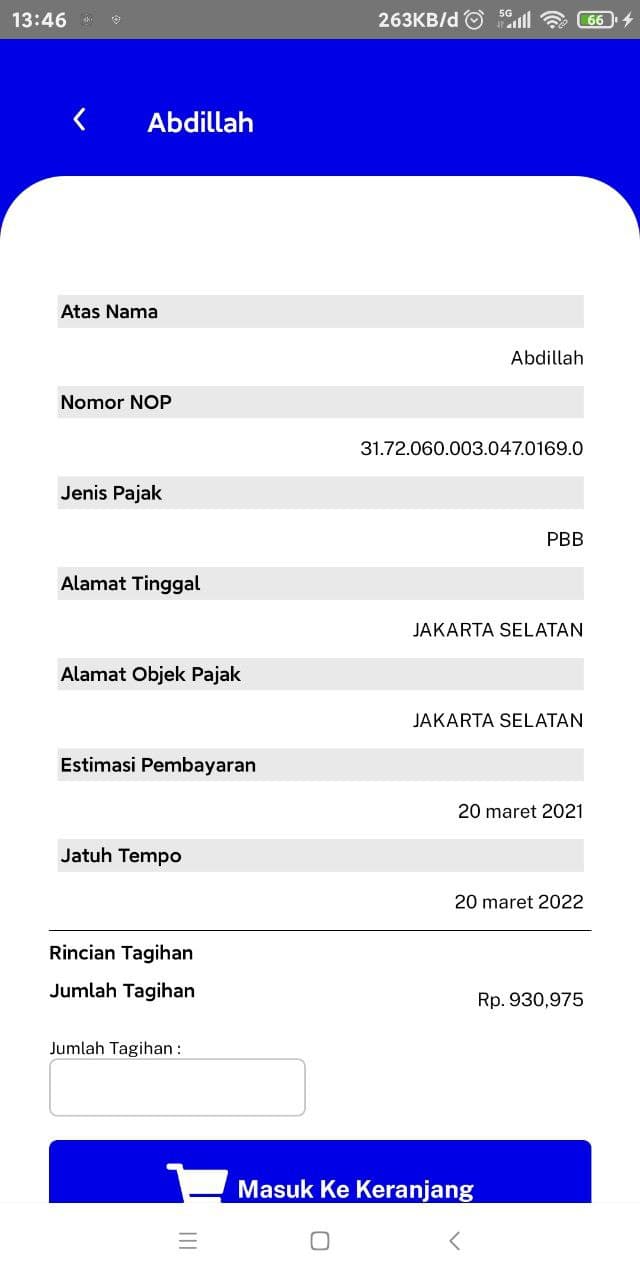 13:46 263KB/d 5G 66
Abdillah
Atas Nama
Abdillah
Nomor NOP
31.72.060.003.047.0169.0
Jenis Pajak
PBB
Alamat Tinggal
JAKARTA SELATAN
Alamat Objek Pajak
JAKARTA SELATAN
Estimasi Pembayaran
20 maret 2021
Jatuh Tempo
20 maret 2022
Rincian Tagihan
Jumlah Tagihan
Rp. 930,975
Jumlah Tagihan :
Masuk Ke Keranjang